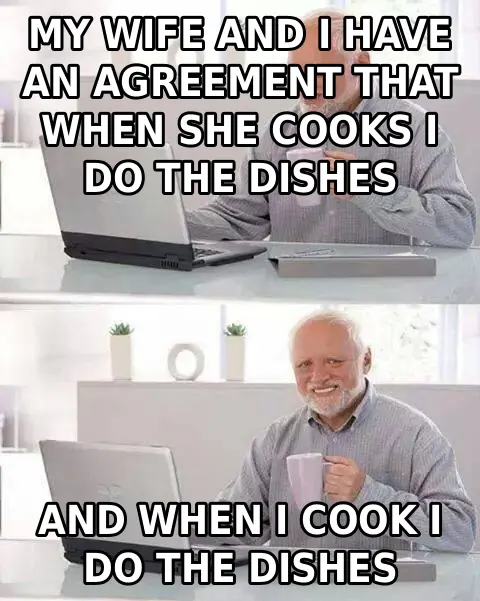 MY WIFE AND I HAVE
AN AGREEMENT THAT
WHEN SHE COOKS I
DO THE DISHES
AND WHEN I COOK I
DO THE DISHES